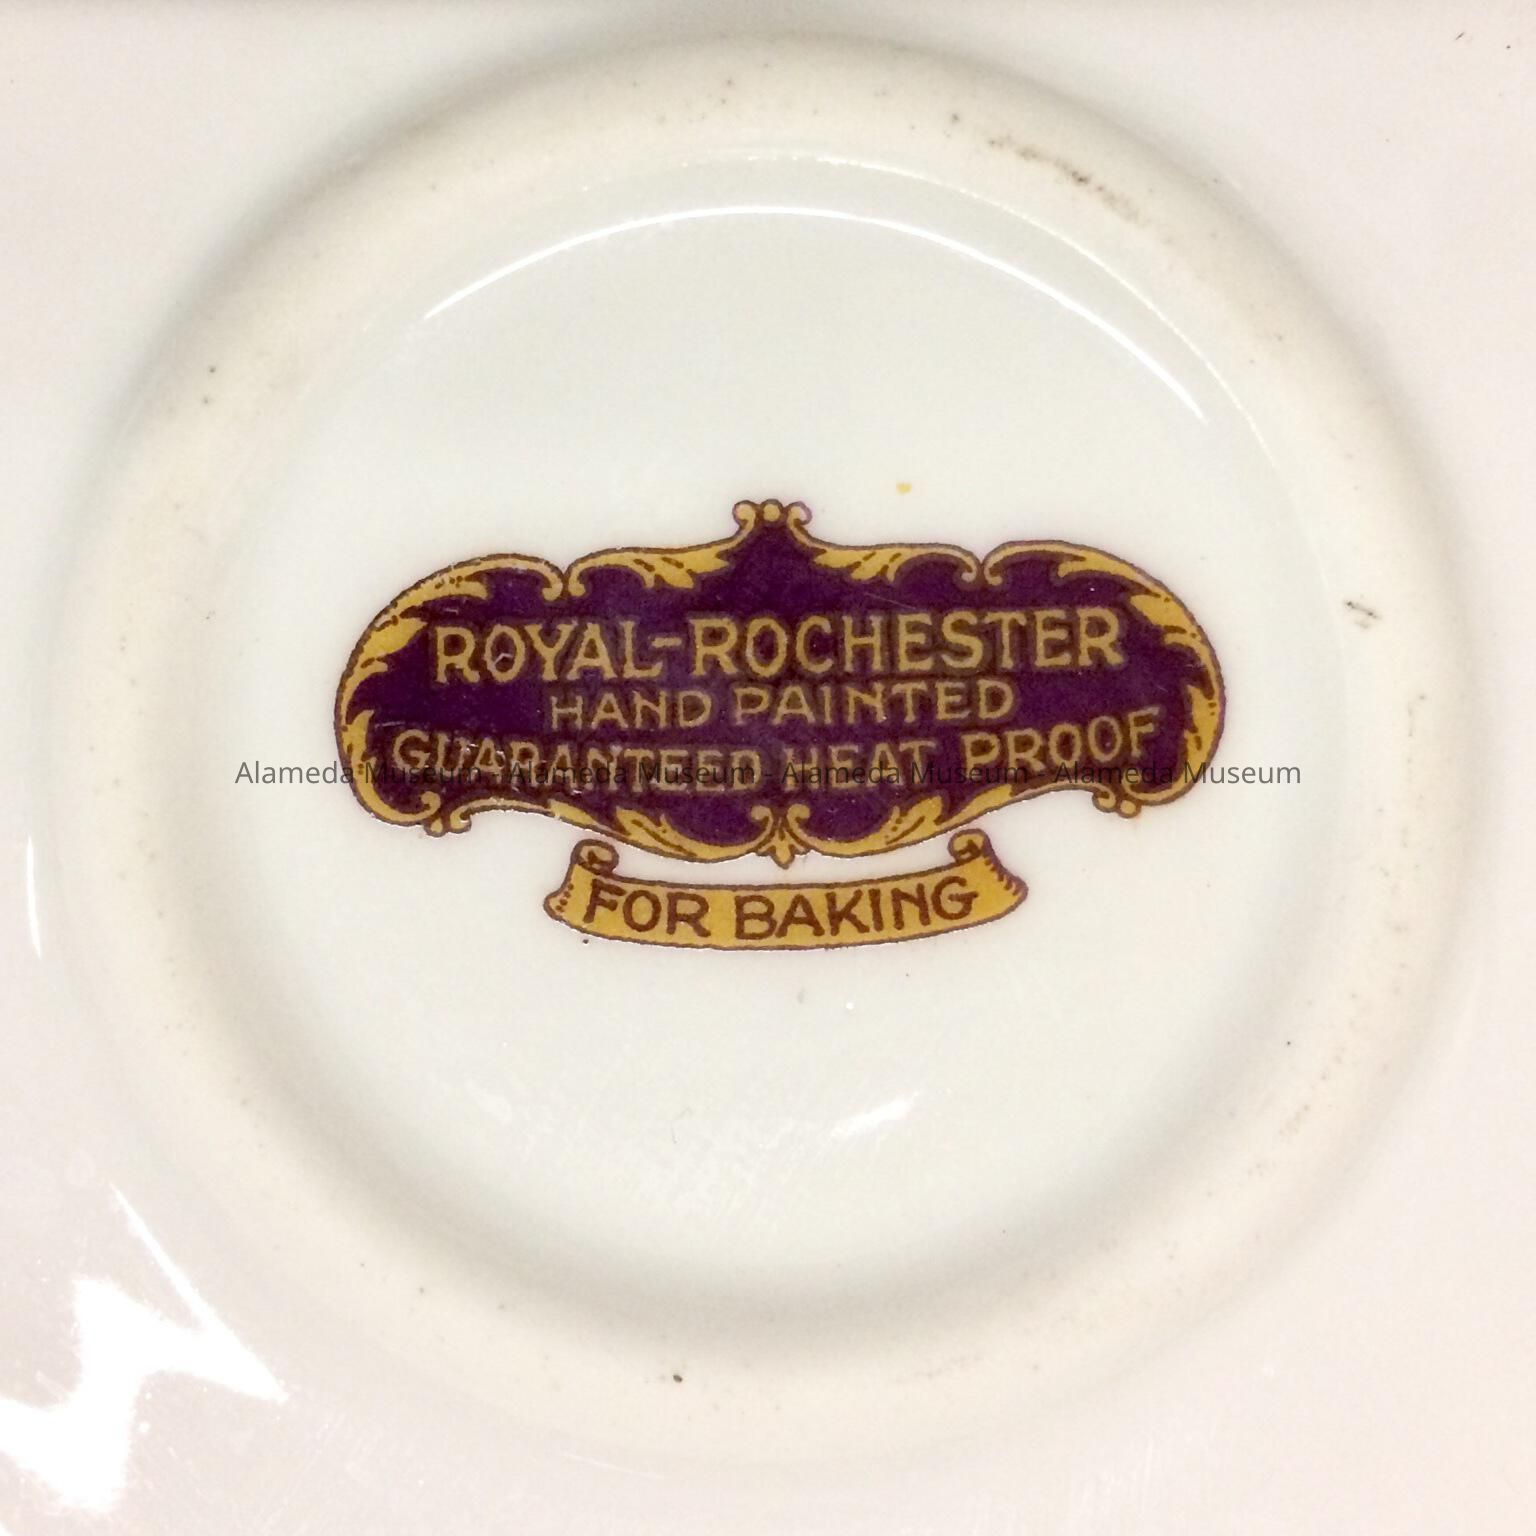 ROYAL-ROCHESTER
HAND PAINTED
GUARANTEED HEAT PROOF
Alameda Museum - Alameda Museum - Alameda Museum - Alameda Museum
FOR BAKING